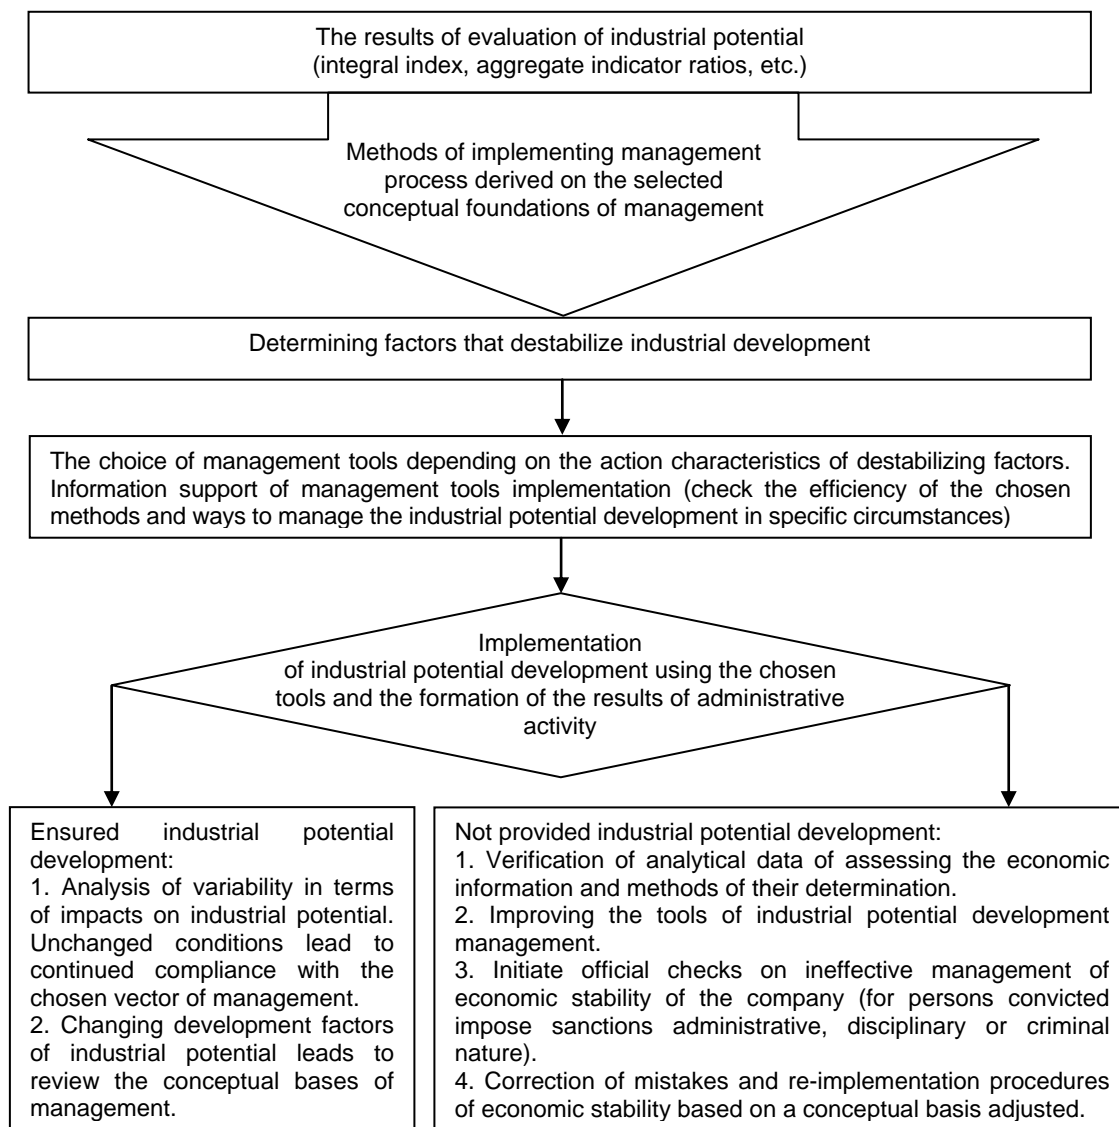 The results of evaluation of industrial potential
(integral index, aggregate indicator ratios, etc.)
Methods of implementing management
process derived on the selected
conceptual foundations of management
Determining factors that destabilize industrial development
The choice of management tools depending on the action characteristics of destabilizing factors.
Information support of management tools implementation (check the efficiency of the chosen
methods and ways to manage the industrial potential development in specific circumstances)
Implementation
of industrial potential development using the chosen
tools and the formation of the results of administrative
activity
Ensured industrial potential
development:
1. Analysis of variability in terms
of impacts on industrial potential.
Unchanged conditions lead to
continued compliance with the
chosen vector of management.
2. Changing development factors
of industrial potential leads to
review the conceptual bases of
management.
Not provided industrial potential development:
1. Verification of analytical data of assessing the economic
information and methods of their determination.
2. Improving the tools of industrial potential development
management.
3. Initiate official checks on ineffective management of
economic stability of the company (for persons convicted
impose sanctions administrative, disciplinary or criminal
nature).
4. Correction of mistakes and re-implementation procedures
of economic stability based on a conceptual basis adjusted.